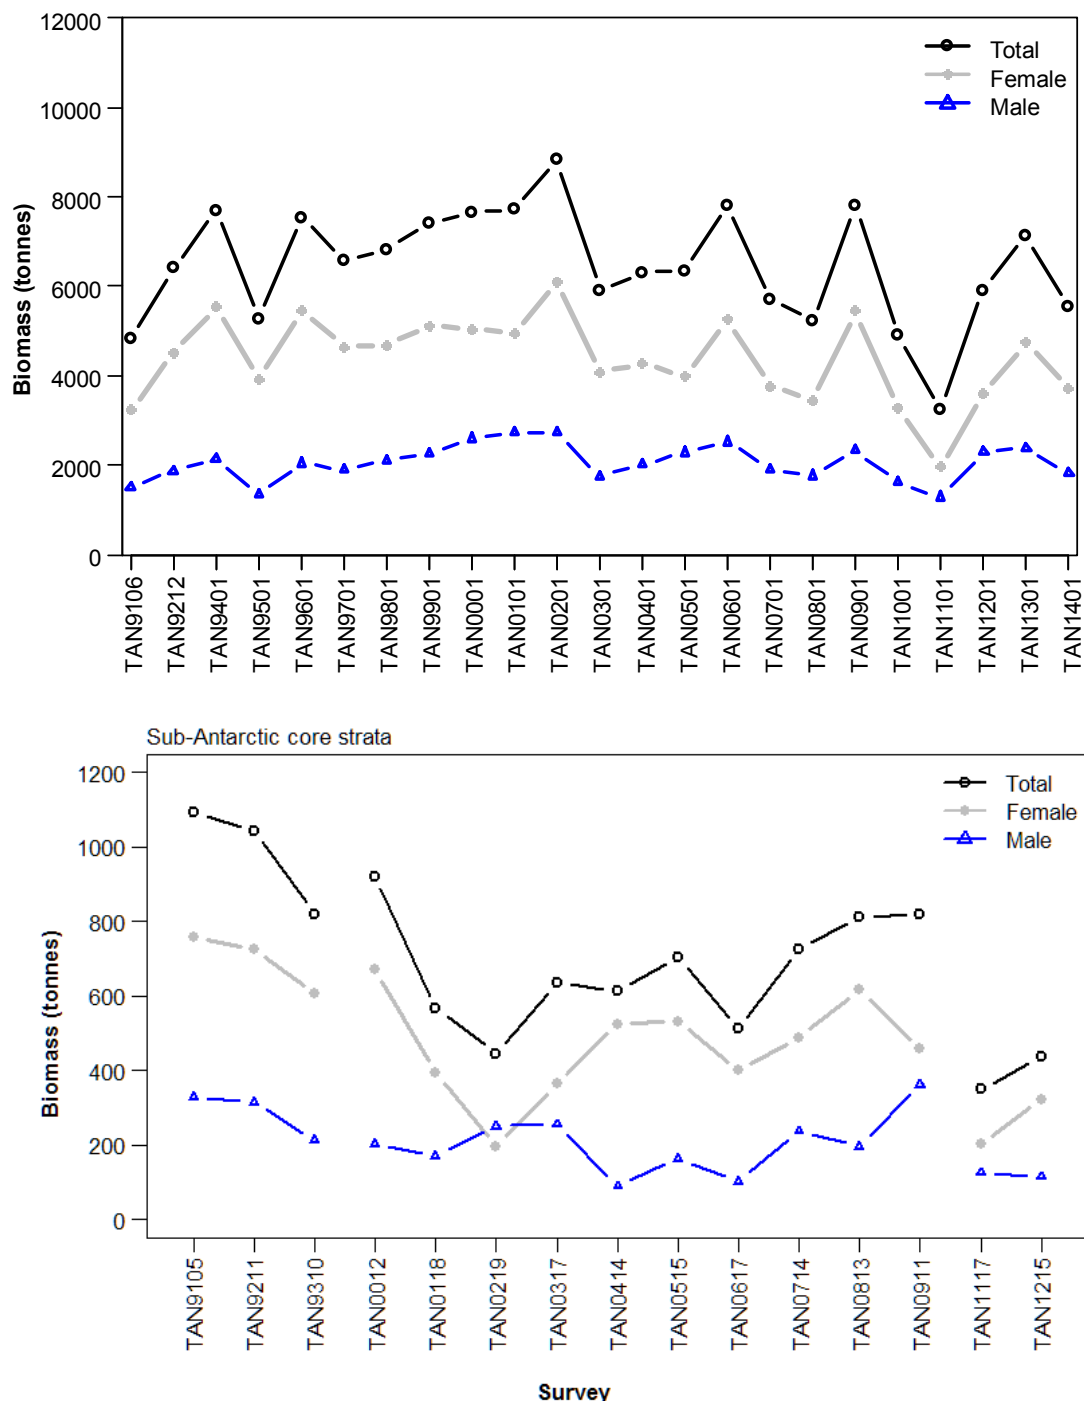 12000
10000
8000
6000
4000
2000
0
Biomass (tonnes)
Total
Female
Male
TAN9106
TAN9212
TAN9401
TAN9501
TAN9601
TAN9701
TAN9801
TAN9901
TAN0001
TAN0101
TAN0201
TAN0301
TAN0401
TAN0501
TAN0601
TAN0701
TAN0801
TAN0901
TAN1001
TAN1101
TAN1201
TAN1301
TAN1401
Sub-Antarctic core strata
1200
1000
800
600
400
200
0
Biomass (tonnes)
Total
Female
Male
TAN9105
TAN9211
TAN9310
TAN0012
TAN0118
TAN0219
TAN0317
TAN0414
TAN0515
TAN0617
TAN0714
TAN0813
TAN0911
TAN1117
TAN1215
Survey